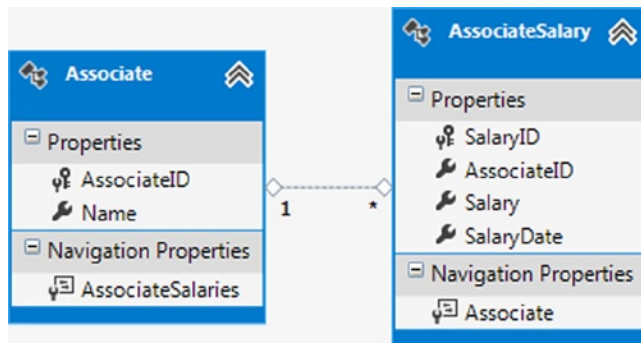 Associate
Properties
AssociateID
Name
Navigation Properties
AssociateSalaries
1
*
AssociateSalary
Properties
SalaryID
AssociateID
Salary
SalaryDate
Navigation Properties
Associate